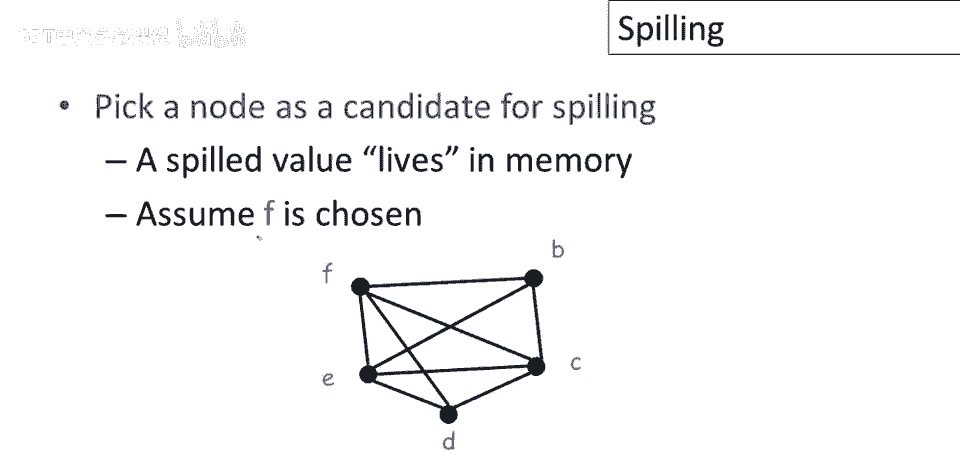 Spilling
• Pick a node as a candidate for spilling
– A spilled value “lives” in memory
– Assume f is chosen
b
f
c
e
d